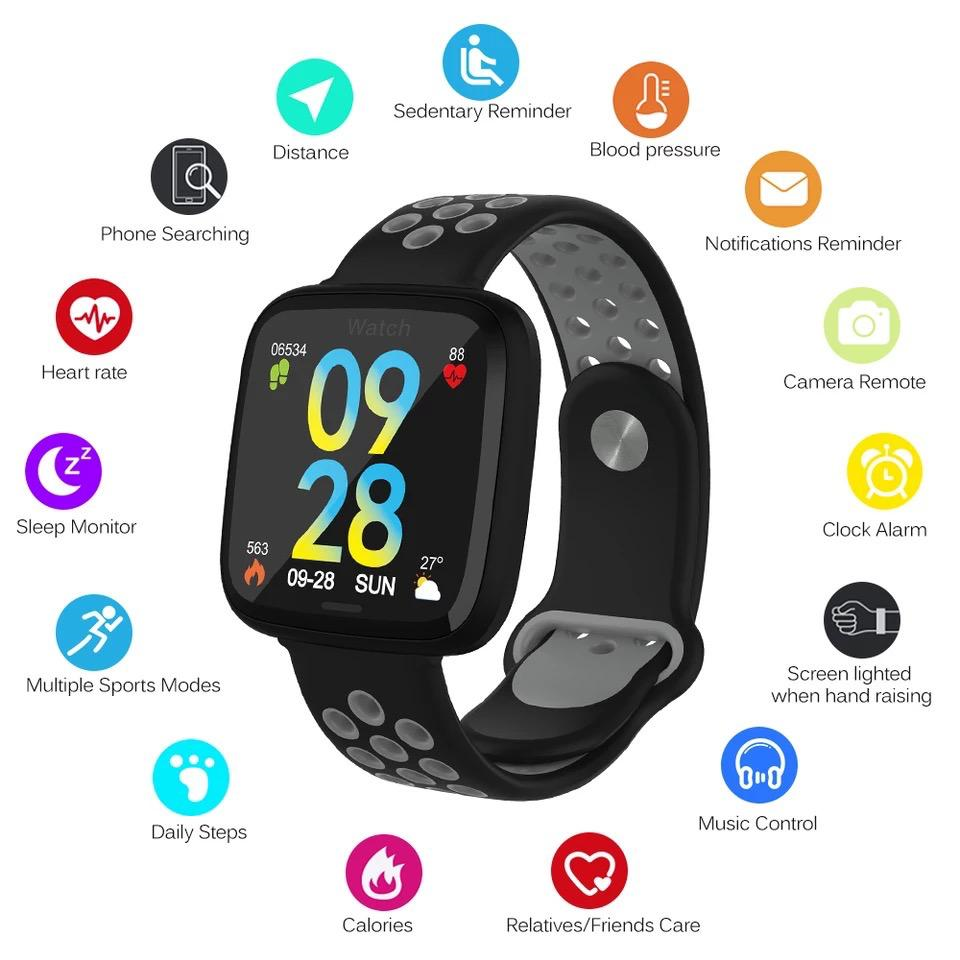 Sedentary Reminder
Distance
Blood pressure
Phone Searching
Notifications Reminder
Heart rate
Camera Remote
Watch
06534
88
09
28
563
27°
09-28 SUN
Sleep Monitor
zz
Clock Alarm
Multiple Sports Modes
Screen lighted
when hand raising
Daily Steps
Music Control
Calories
Relatives/Friends Care